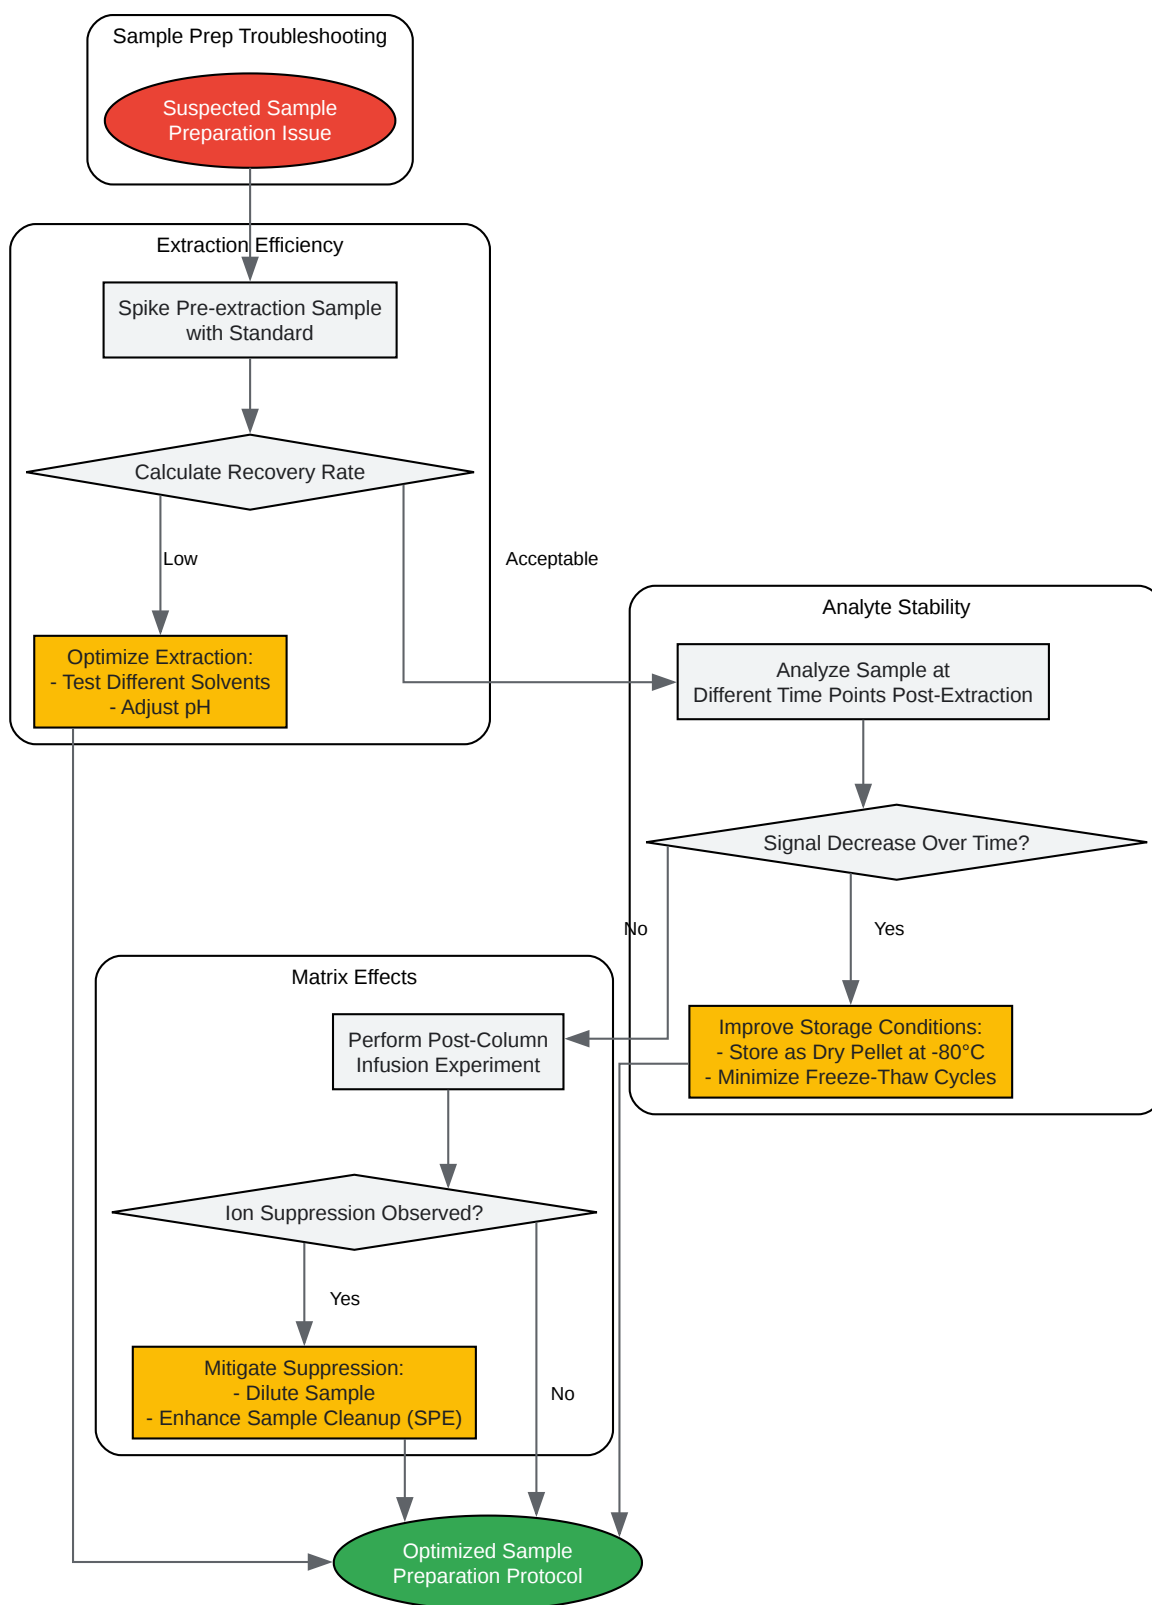 Sample Prep Troubleshooting
Suspected Sample
Preparation Issue
Extraction Efficiency
Spike Pre-extraction Sample
with Standard
Calculate Recovery Rate
Low
Acceptable
Optimize Extraction:
- Test Different Solvents
- Adjust pH
Analyte Stability
Analyze Sample at
Different Time Points Post-Extraction
Signal Decrease Over Time?
No
Yes
Improve Storage Conditions:
- Store as Dry Pellet at -80°C
- Minimize Freeze-Thaw Cycles
Matrix Effects
Perform Post-Column
Infusion Experiment
Ion Suppression Observed?
Yes
No
Mitigate Suppression:
- Dilute Sample
- Enhance Sample Cleanup (SPE)
Optimized Sample
Preparation Protocol